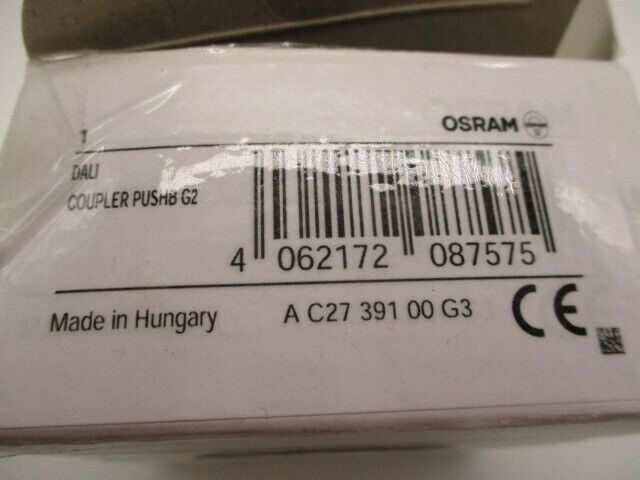 1
OSRAM
DALI
COUPLER PUSHB G2
4 062172 087575
Made in Hungary
A C27 391 00 G3
CE